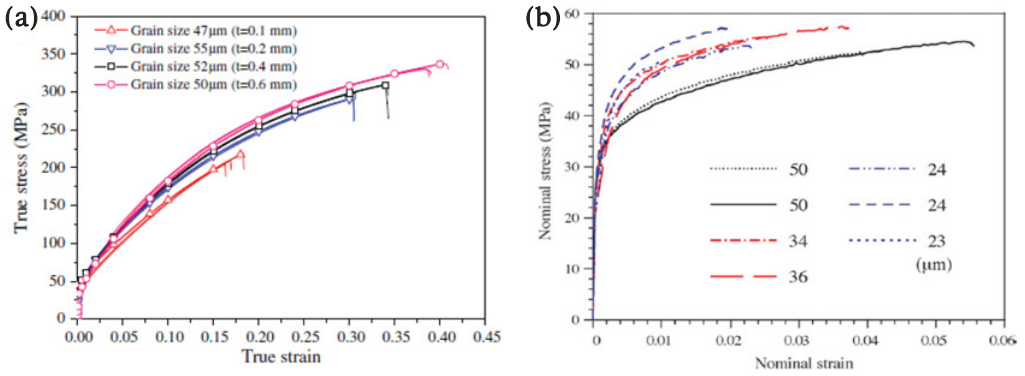 (a)
400
350
300
250
200
150
100
50
0
True stress (MPa)
Grain size 47μm (t=0.1 mm)
Grain size 55μm (t=0.2 mm)
Grain size 52μm (t=0.4 mm)
Grain size 50μm (t=0.6 mm)
0.00 0.05 0.10 0.15 0.20 0.25 0.30 0.35 0.40 0.45
True strain
(b)
60
50
40
30
20
10
0
Nominal stress (MPa)
50 24
50 24
34 23
36 (μm)
0 0.01 0.02 0.03 0.04 0.05 0.06
Nominal strain